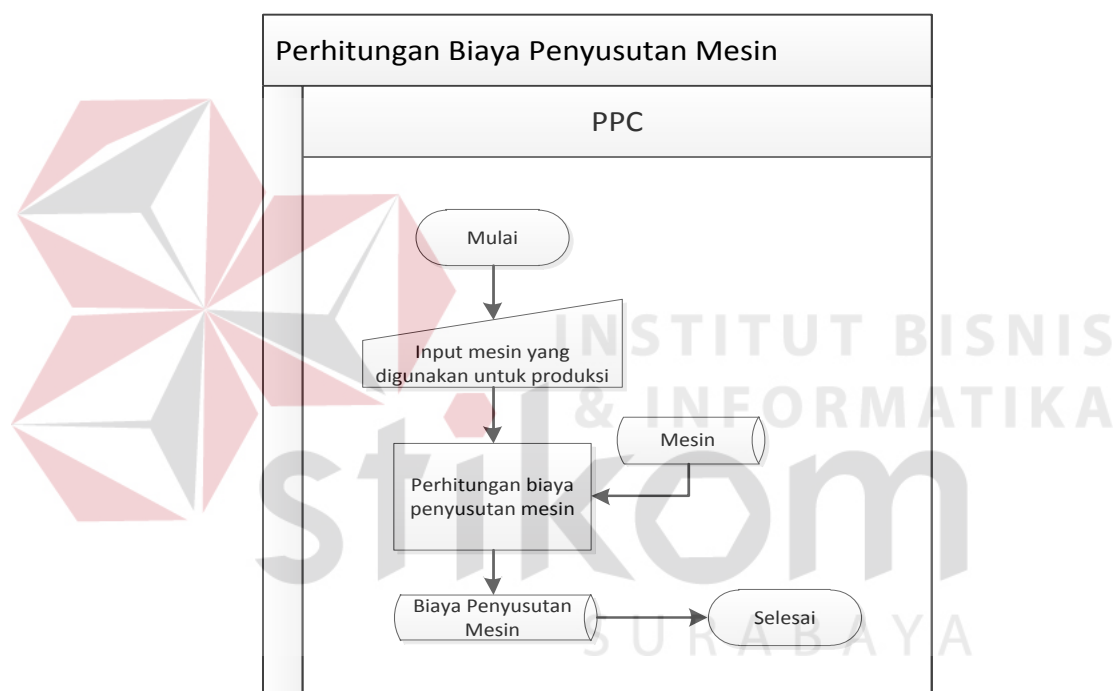 Perhitungan Biaya Penyusutan Mesin
PPC
Mulai
Input mesin yang
digunakan untuk produksi
Mesin
Perhitungan biaya
penyusutan mesin
Biaya Penyusutan
Mesin
Selesai
INSTITUT BISNIS
& INFORMATIKA
stikom
SURABAYA